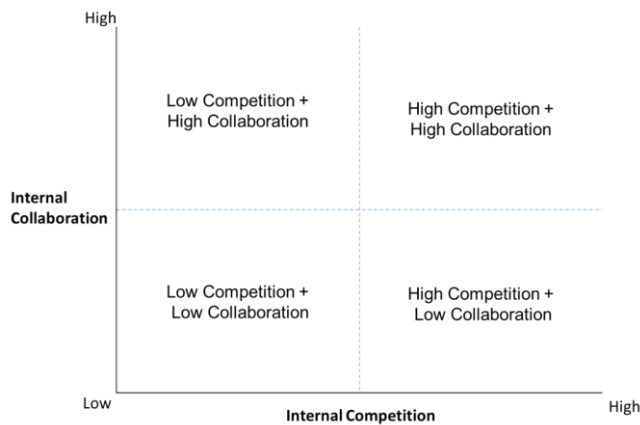 High
Low Competition +
High Collaboration
High Competition +
High Collaboration
Internal
Collaboration
Low Competition +
Low Collaboration
High Competition +
Low Collaboration
Low
Internal Competition
High